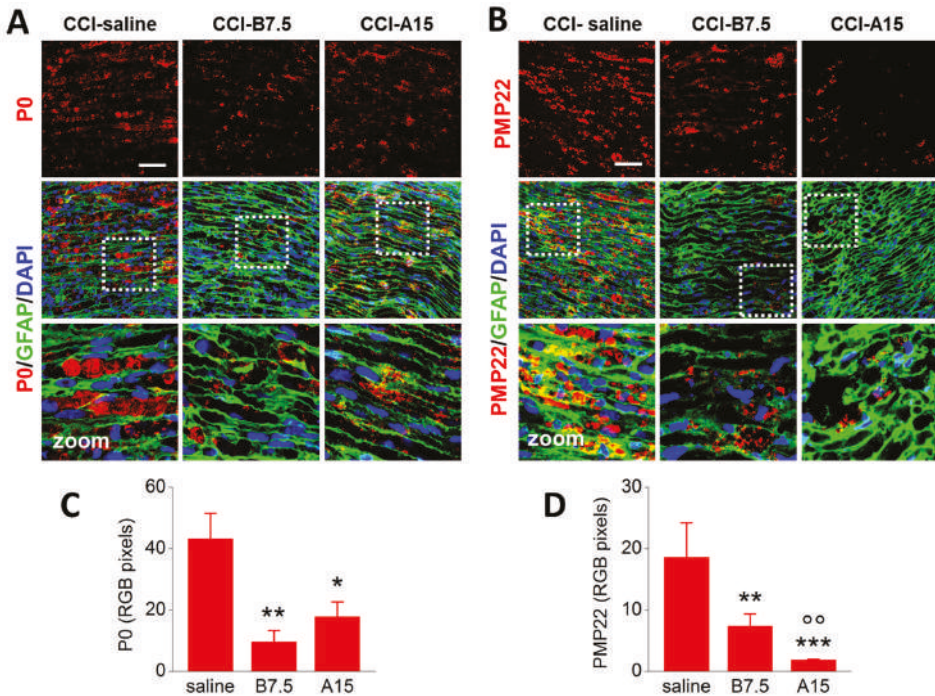 A
CCI-saline CCI-B7.5 CCI-A15
P0
P0/GFAP/DAPI
zoom
B
CCI- saline CCI-B7.5 CCI-A15
PMP22
PMP22/GFAP/DAPI
zoom
C
P0 (RGB pixels)
60
40
20
0
**
*
saline B7.5 A15
D
PMP22 (RGB pixels)
30
20
10
0
**
°°
***
saline B7.5 A15